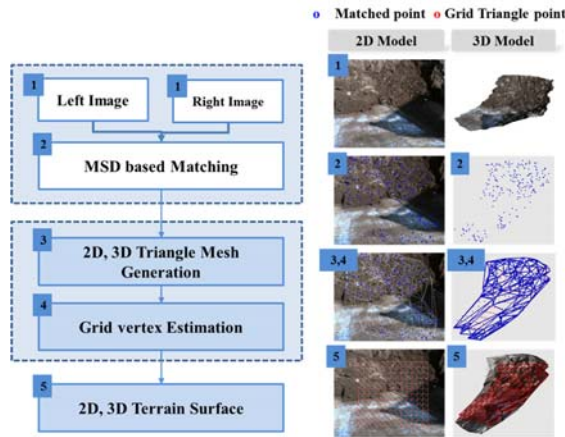 o Matched point o Grid Triangle point
2D Model 3D Model
1 1
Left Image Right Image
2
MSD based Matching
3
2D, 3D Triangle Mesh
Generation
4
Grid vertex Estimation
5
2D, 3D Terrain Surface
1
2 2
3,4 3,4
5 5